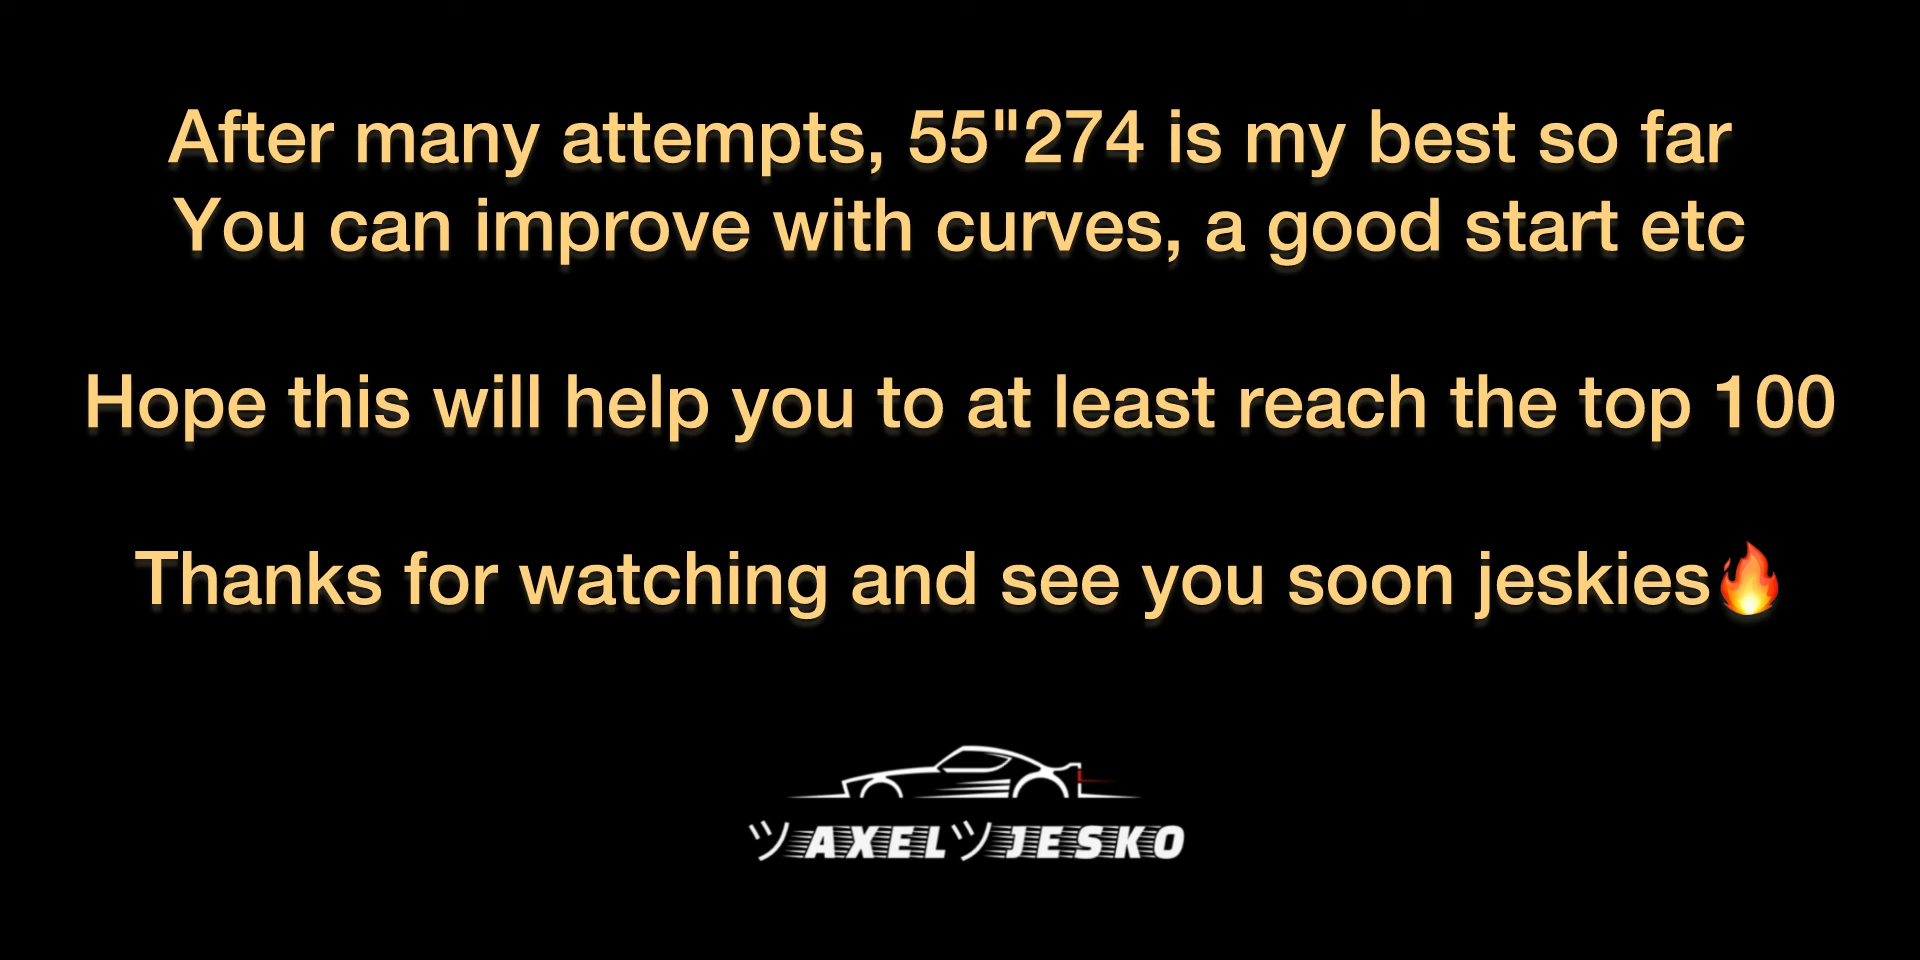 After many attempts, 55"274 is my best so far
You can improve with curves, a good start etc
Hope this will help you to at least reach the top 100
Thanks for watching and see you soon jeskies🔥
ツAXELツJESKO